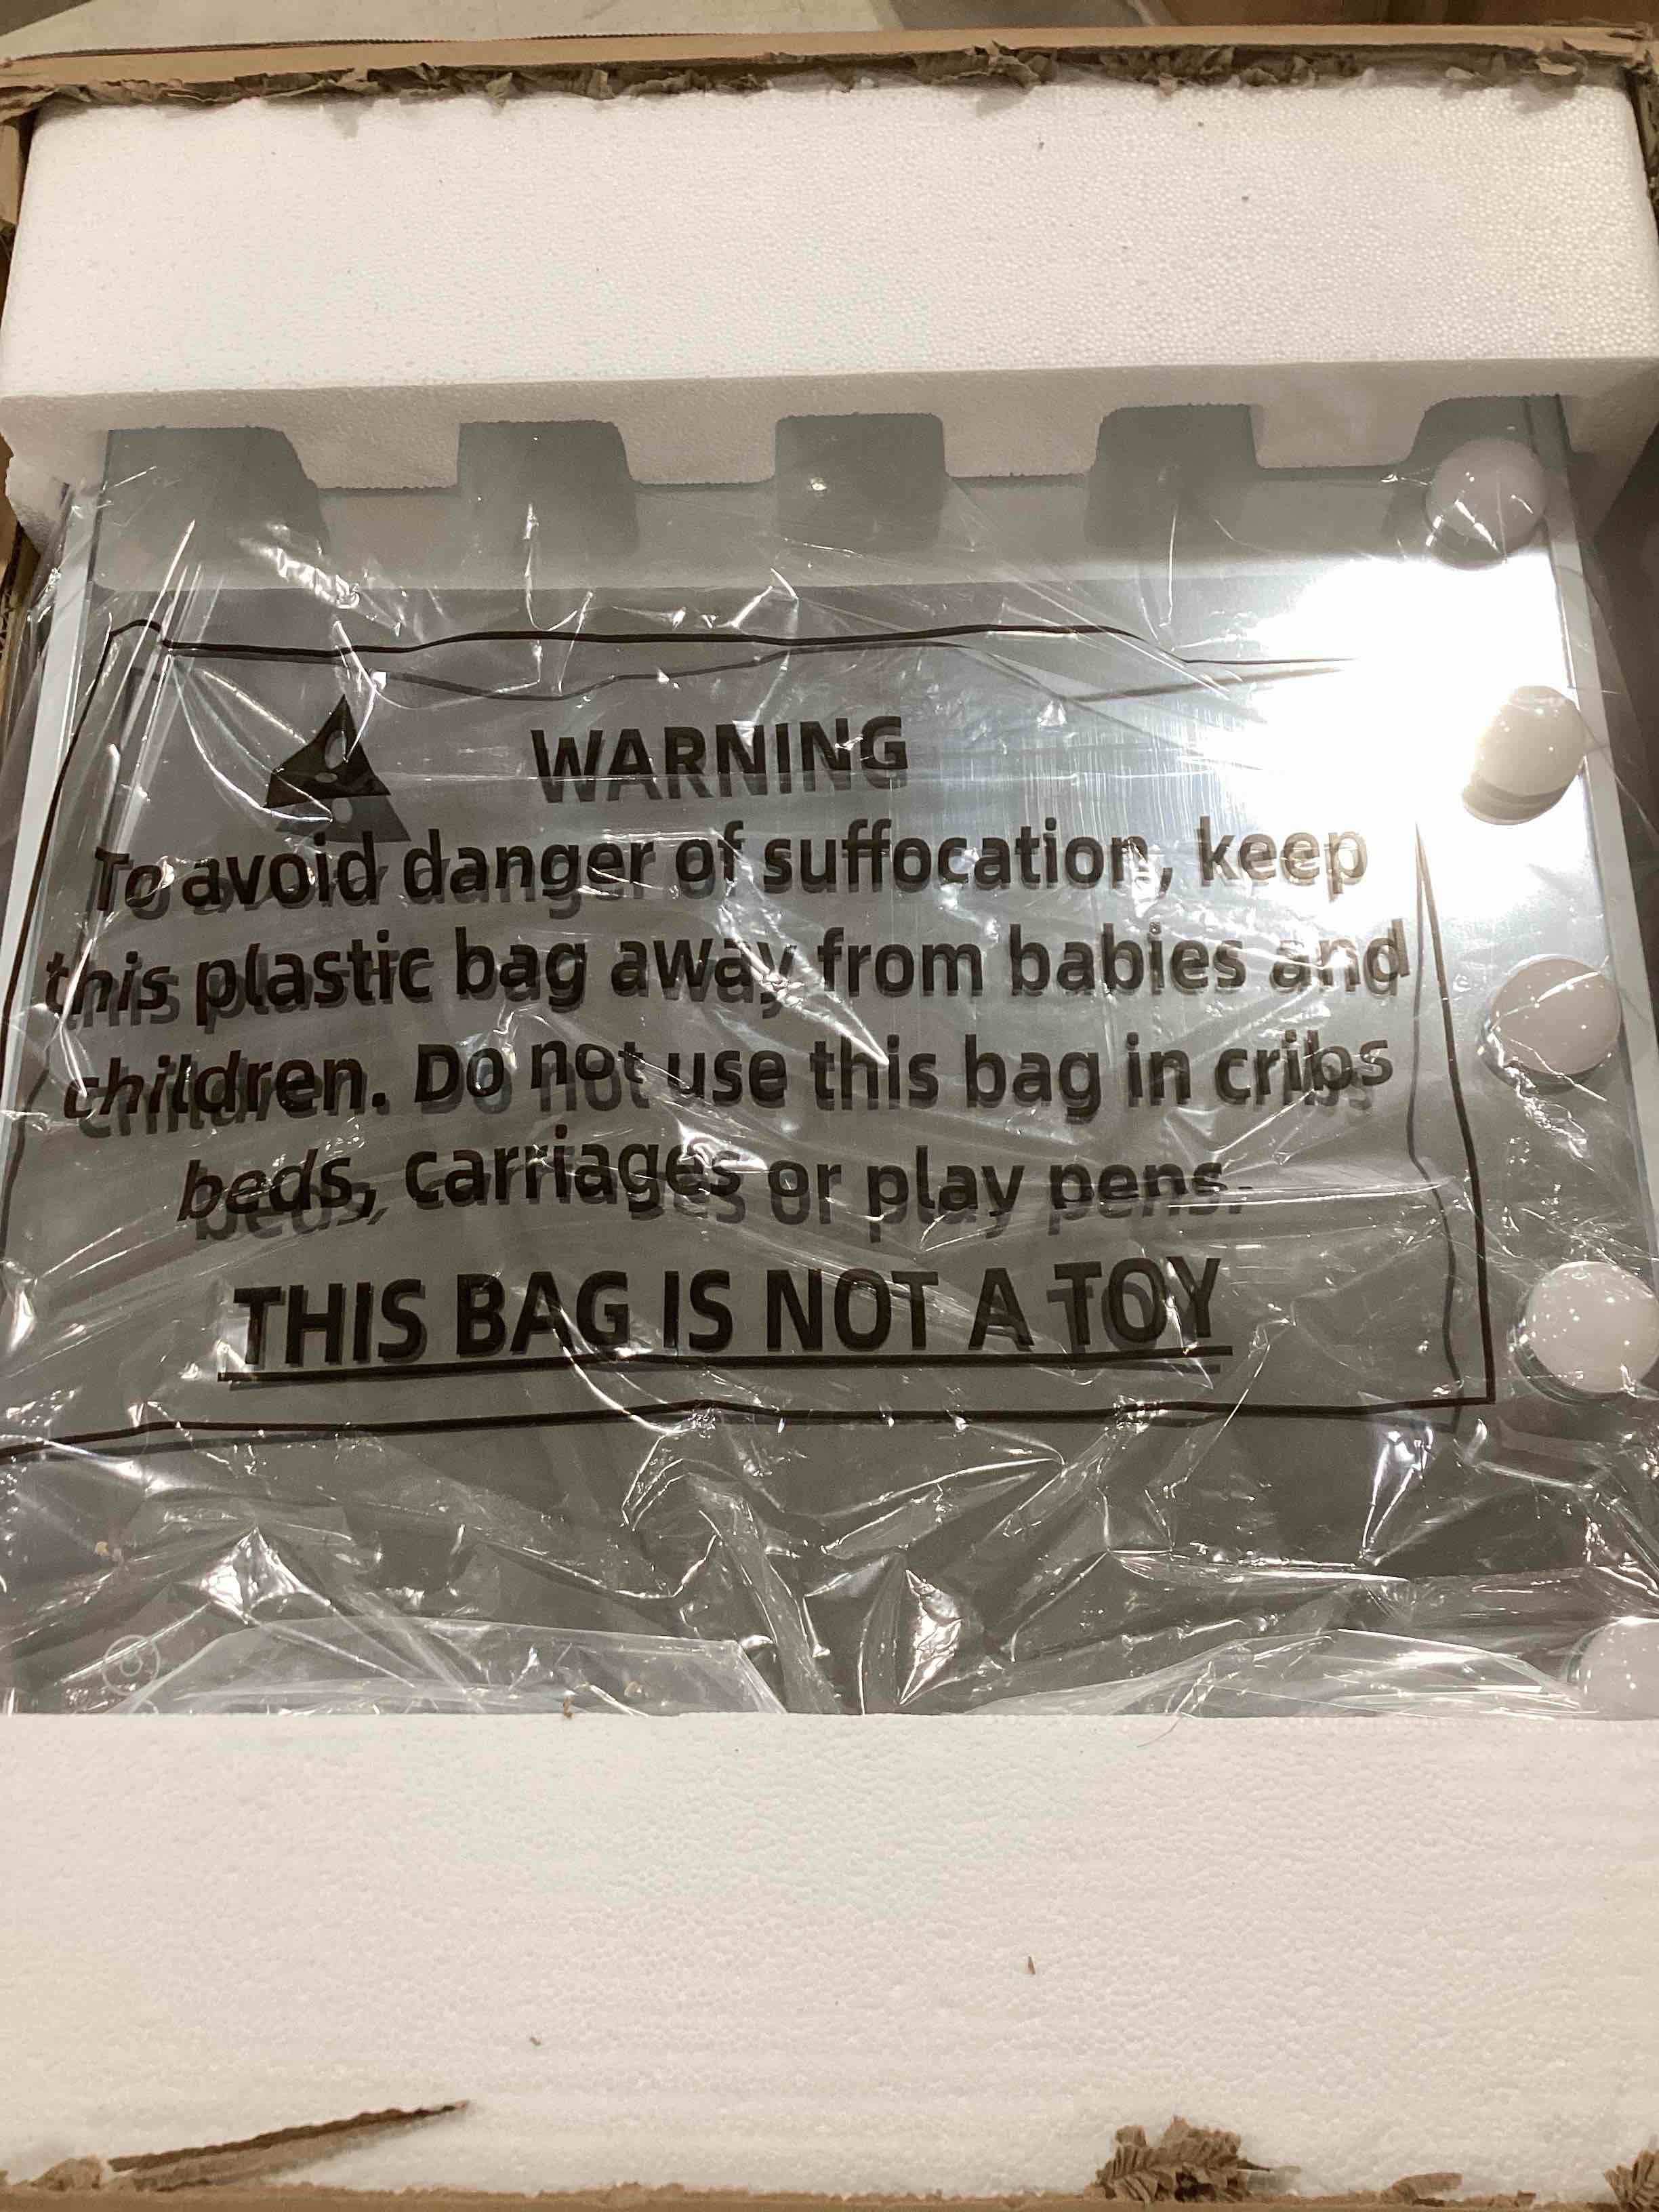 WARNING
To avoid danger of suffocation, keep
this plastic bag away from babies and
children. Do not use this bag in cribs
beds, carriages or play pens.
THIS BAG IS NOT A TOY